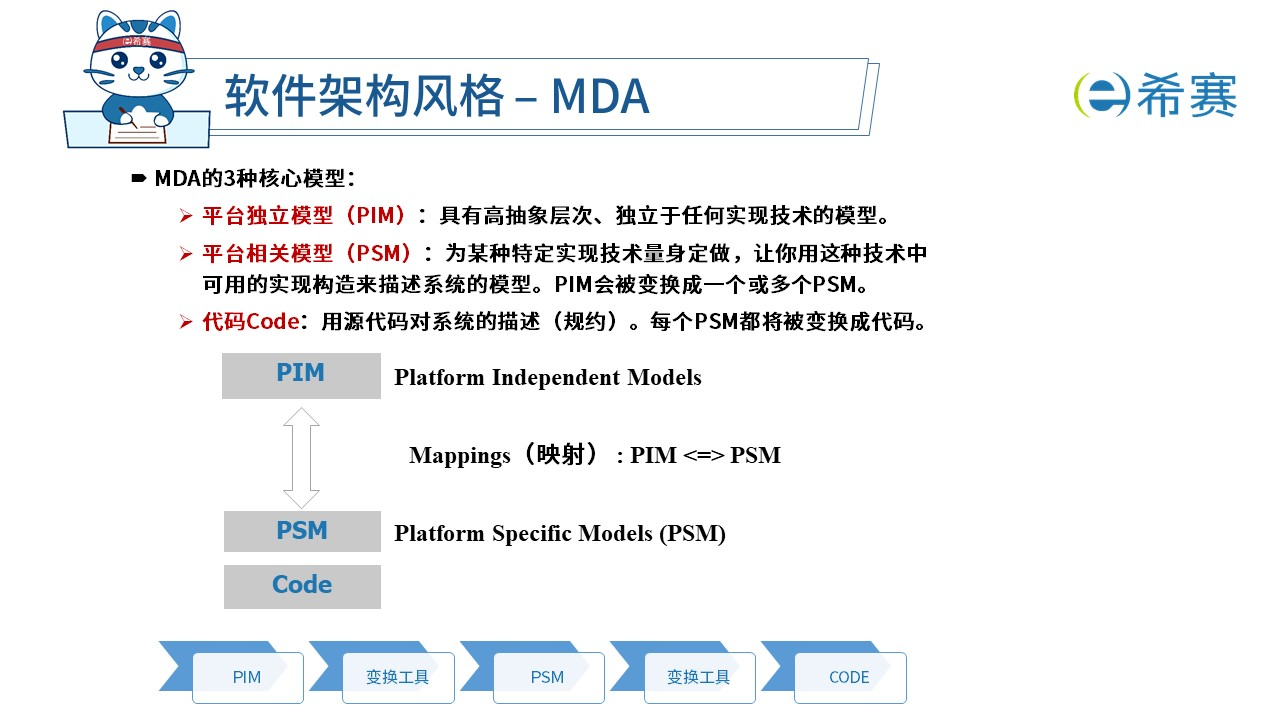 希赛
软件架构风格 – MDA
希赛
MDA的3种核心模型：
平台独立模型（PIM）：具有高抽象层次、独立于任何实现技术的模型。
平台相关模型（PSM）：为某种特定实现技术量身定做，让你用这种技术中
可用的实现构造来描述系统的模型。PIM会被变换成一个或多个PSM。
代码Code：用源代码对系统的描述（规约）。每个PSM都将被变换成代码。
PIM
Platform Independent Models
Mappings（映射）: PIM <=> PSM
PSM
Platform Specific Models (PSM)
Code
PIM
变换工具
PSM
变换工具
CODE